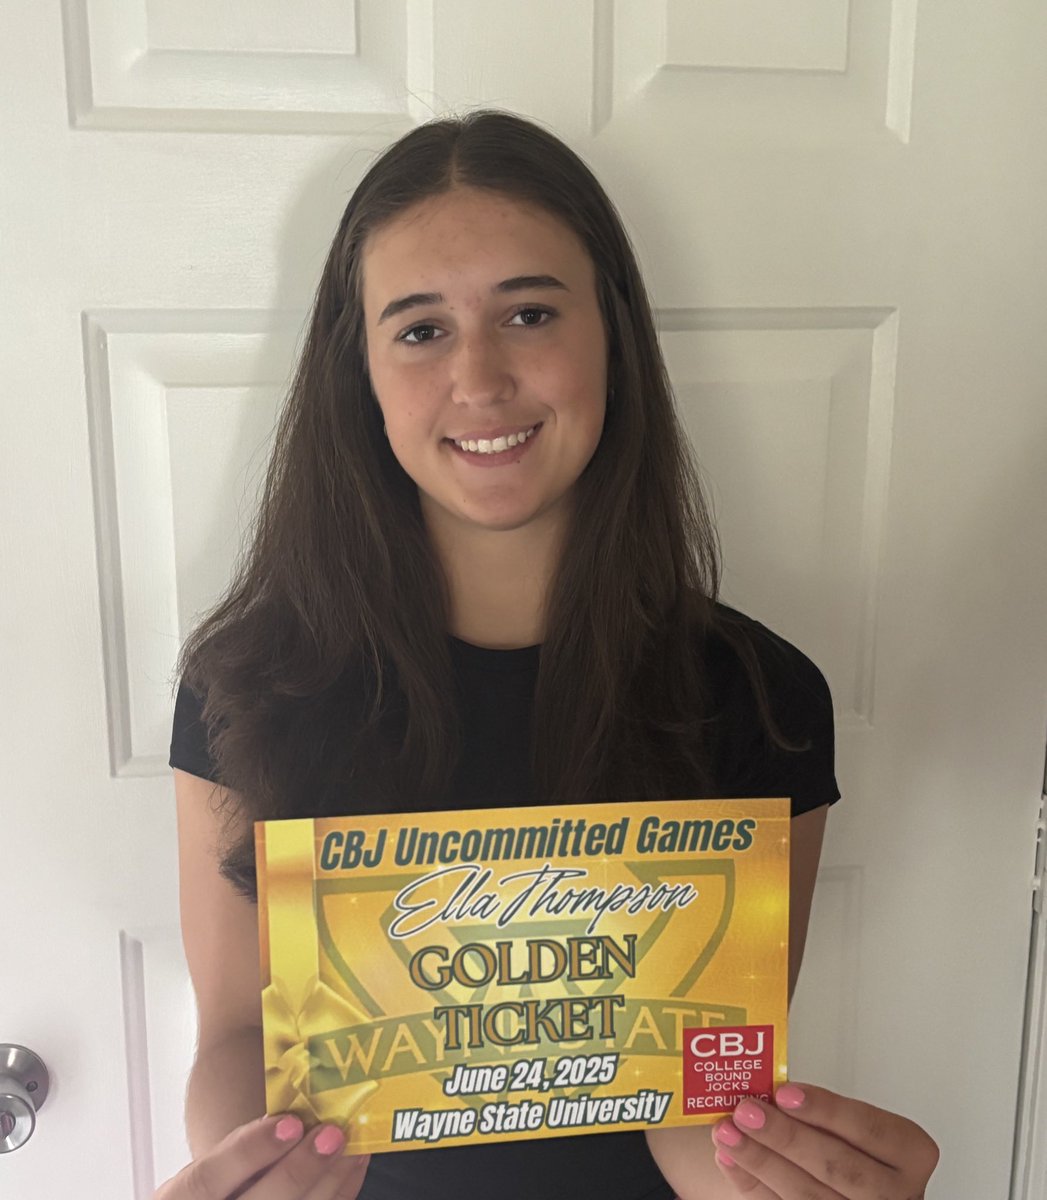 CBJ Uncommitted Games
Ella Thompson
GOLDEN
TICKET
WAYNE STATE
June 24, 2025
Wayne State University
CBJ
COLLEGE
BOUND
JOCKS
RECRUITING